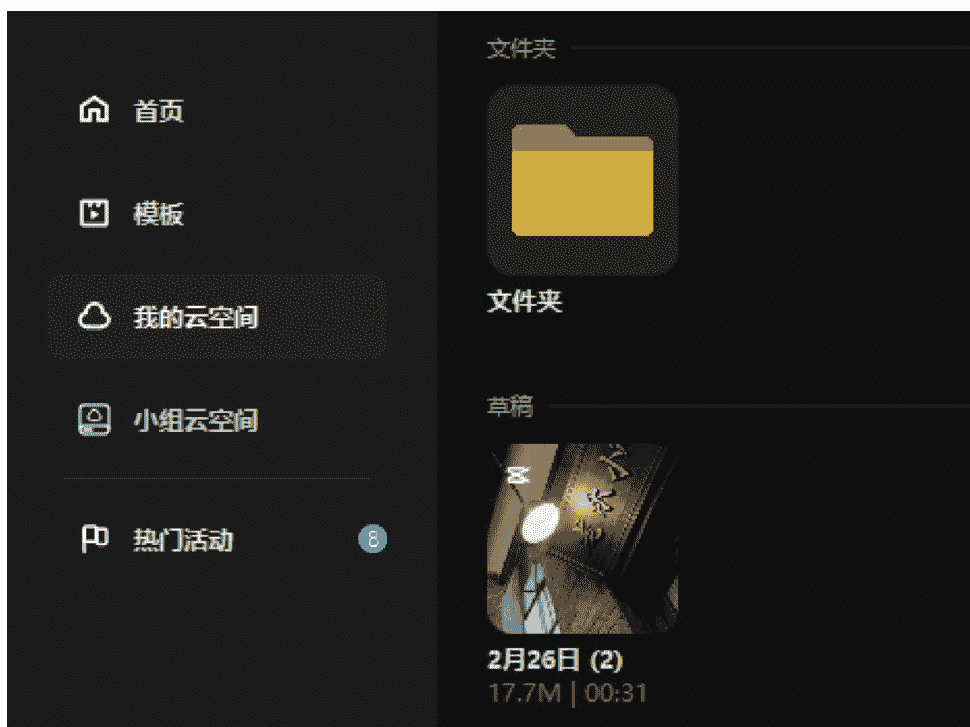 首页
模板
我的云空间
小组云空间
热门活动
8
文件夹
文件夹
草稿
2月26日 (2)
17.7M | 00:31